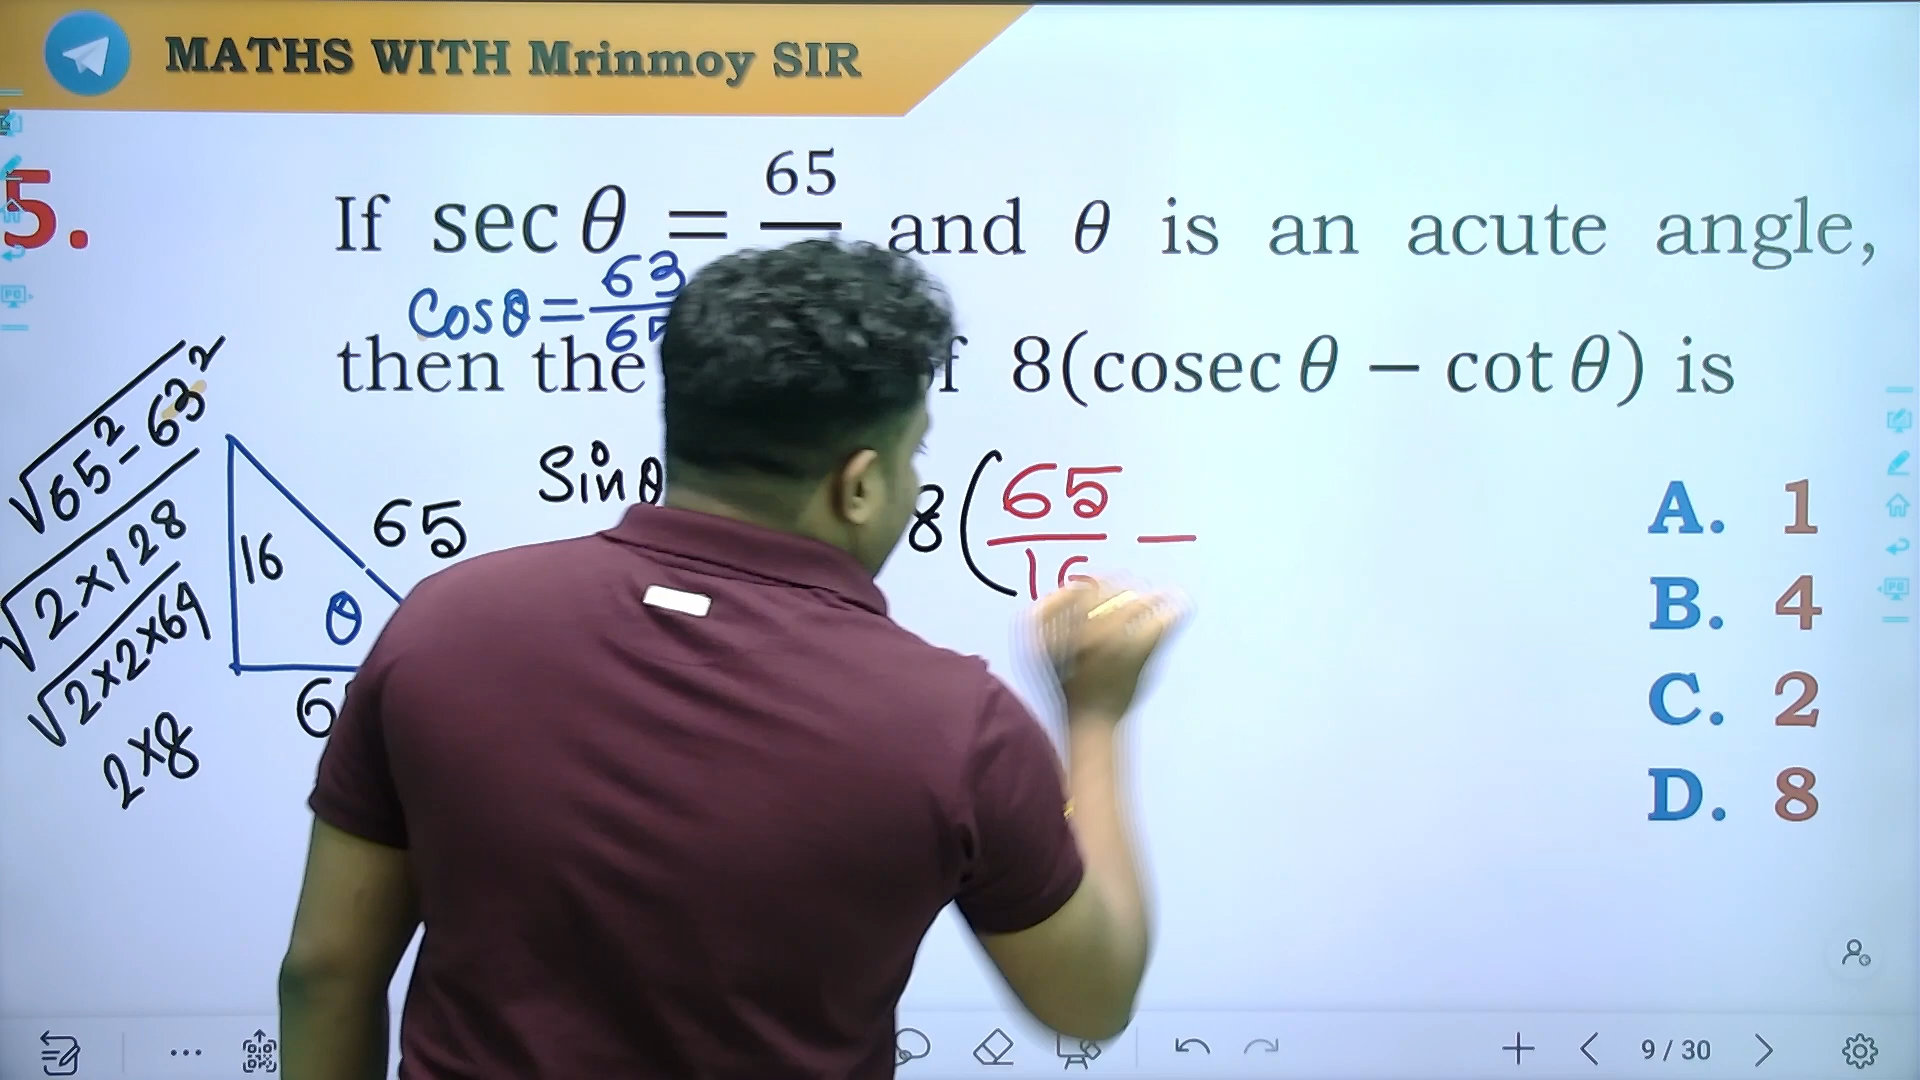 MATHS WITH Mrinmoy SIR
5.
If sec θ = 65 and θ is an acute angle,
cosθ = 63/65
then the f 8(cosec θ − cot θ) is
√65² - 63²
√2×128
√2×2×64
2×8
16
65
θ
Sinθ
8(65/16 −
A. 1
B. 4
C. 2
D. 8
9 / 30